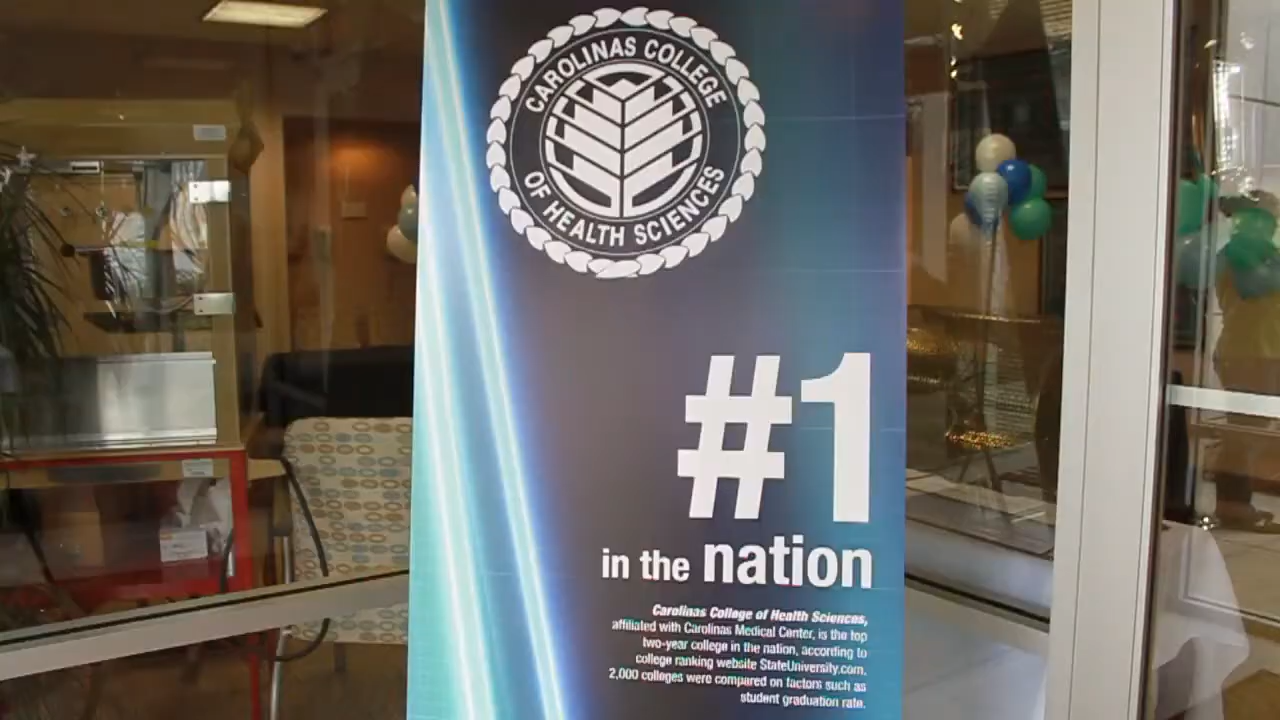 CAROLINAS COLLEGE
OF HEALTH SCIENCES
#1
in the nation
Carolinas College of Health Sciences,
affiliated with Carolinas Medical Center, is the top
two-year college in the nation, according to
college ranking website StateUniversity.com.
2,000 colleges were compared on factors such as
student graduation rate.